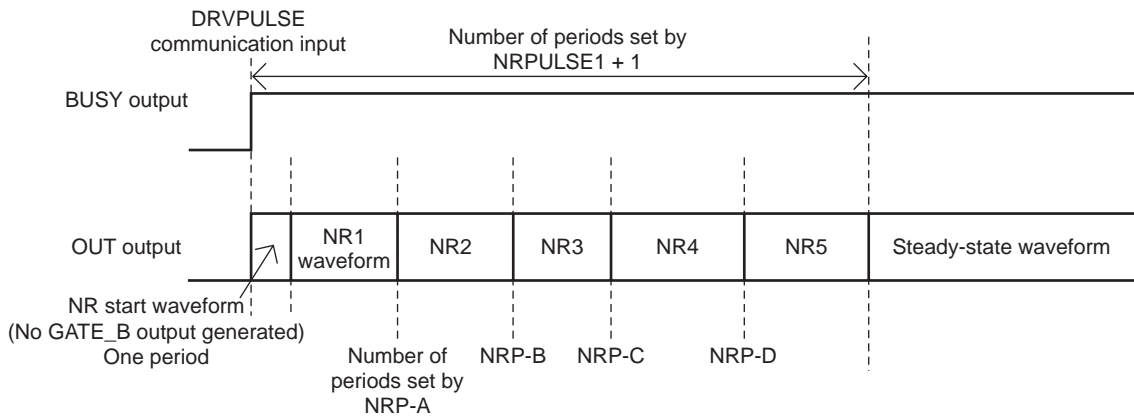 DRVPULSE
communication input
Number of periods set by
NRPULSE1 + 1
BUSY output
OUT output
NR1
waveform
NR2
NR3
NR4
NR5
Steady-state waveform
NR start waveform
(No GATE_B output generated)
One period
Number of
periods set by
NRP-A
NRP-B
NRP-C
NRP-D